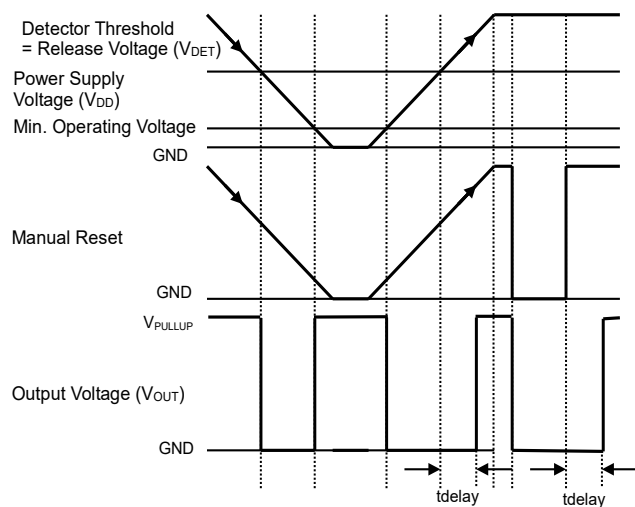 Detector Threshold
= Release Voltage (VDET)
Power Supply
Voltage (VDD)
Min. Operating Voltage
GND
Manual Reset
GND
VPULLUP
Output Voltage (VOUT)
GND
tdelay
tdelay